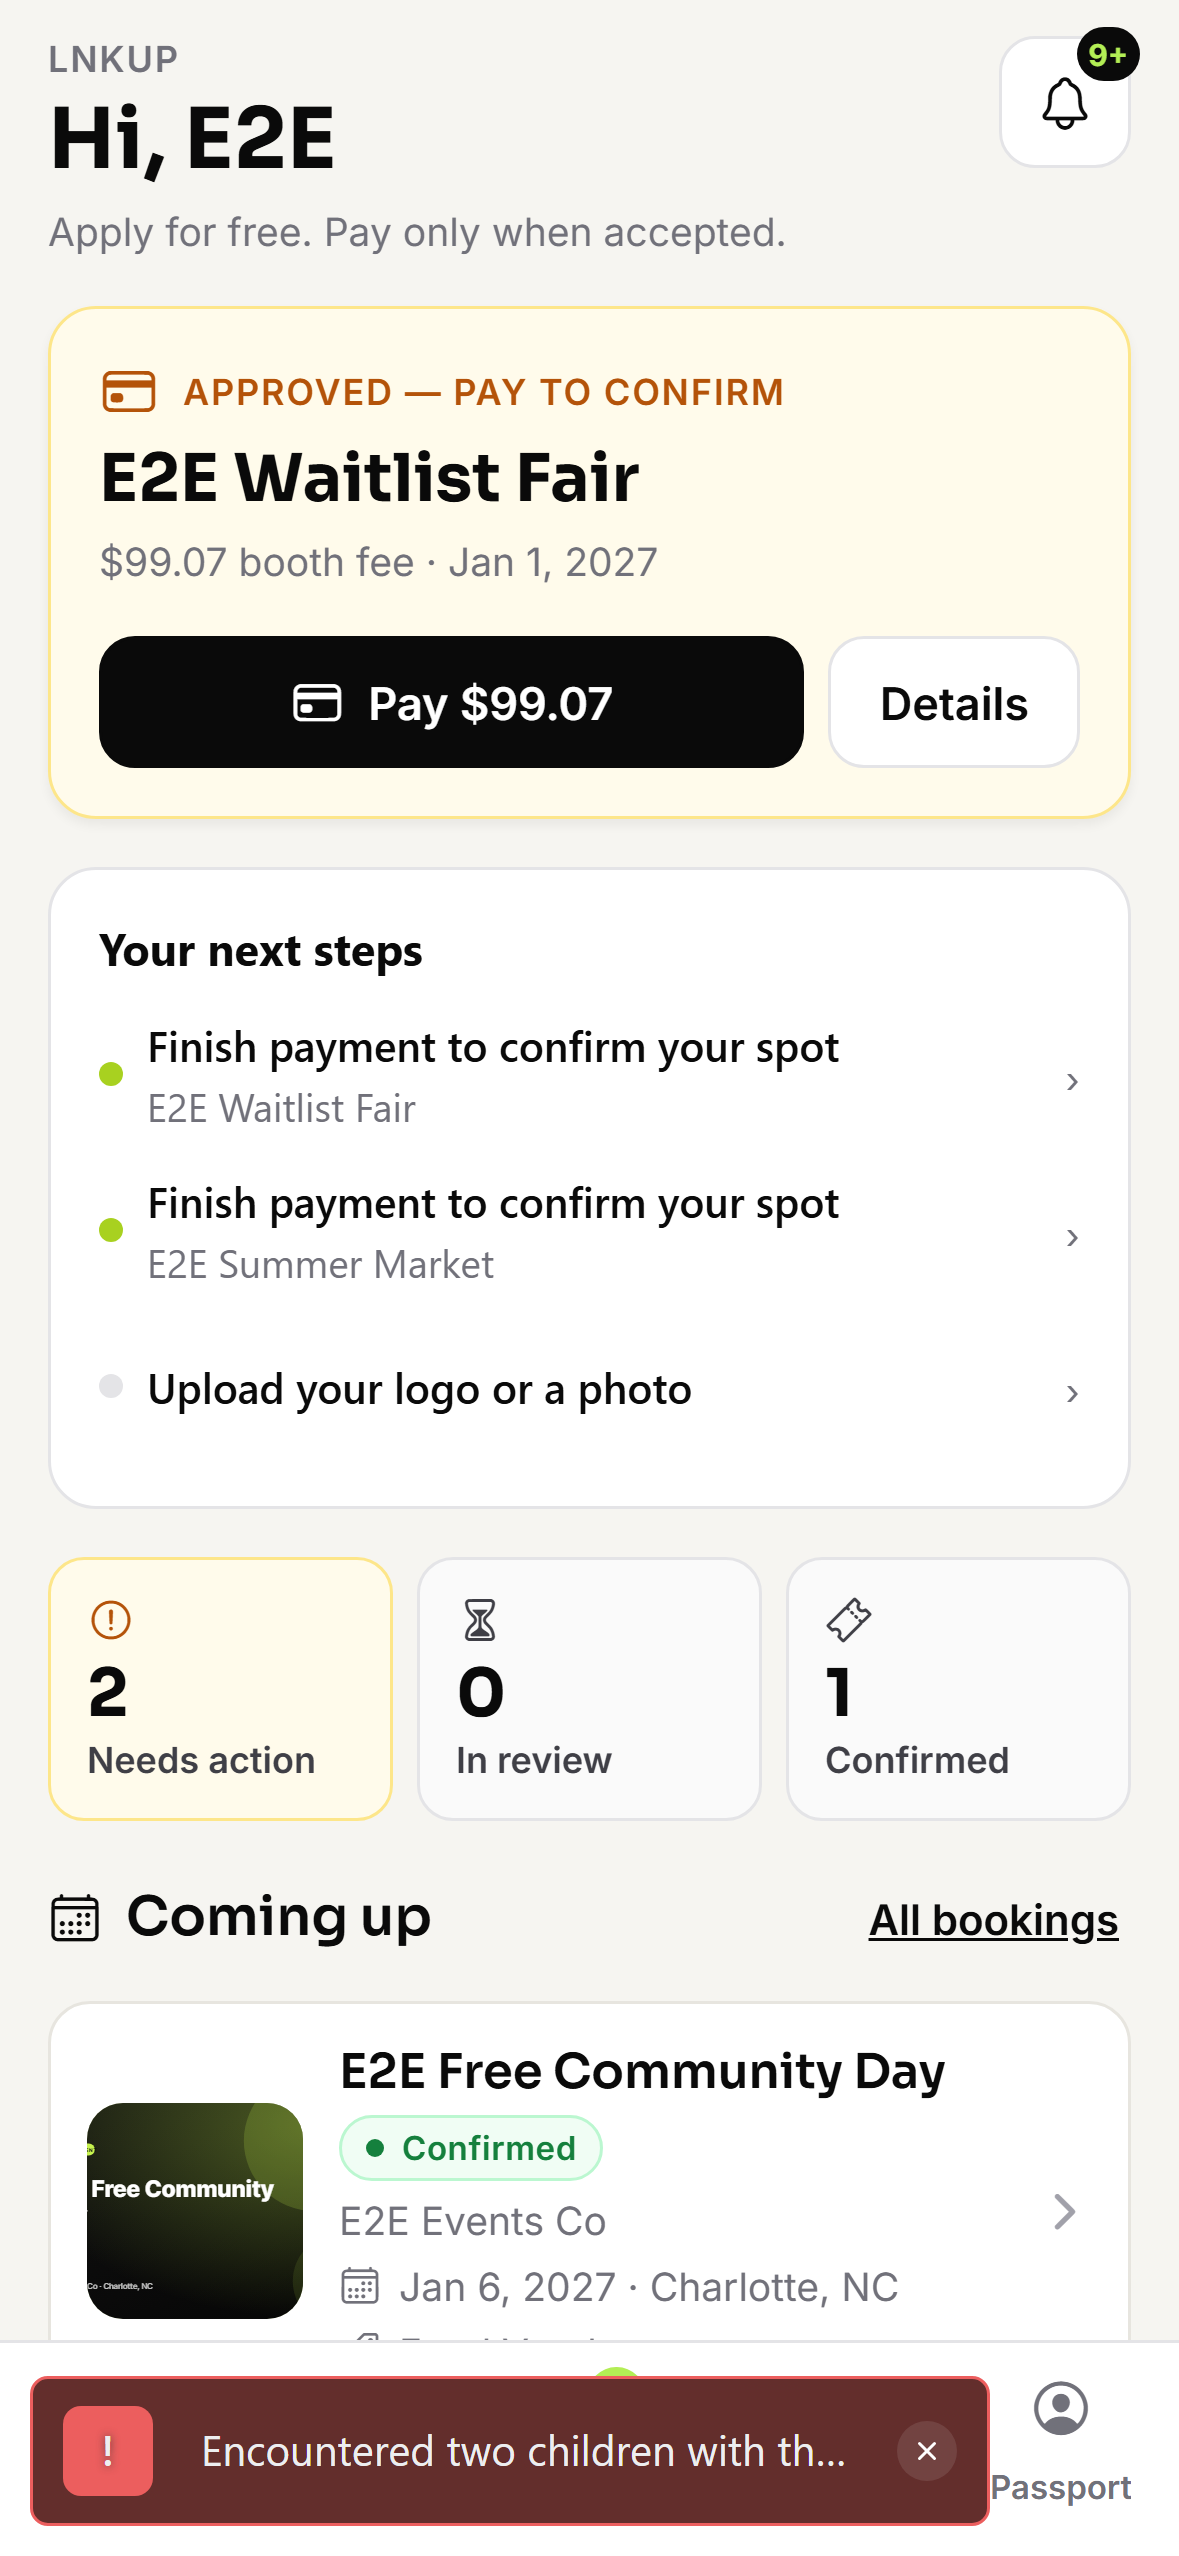 LNKUP
9+
Hi, E2E
Apply for free. Pay only when accepted.
APPROVED — PAY TO CONFIRM
E2E Waitlist Fair
$99.07 booth fee · Jan 1, 2027
Pay $99.07
Details
Your next steps
Finish payment to confirm your spot
E2E Waitlist Fair
›
Finish payment to confirm your spot
E2E Summer Market
›
Upload your logo or a photo
›
2
Needs action
0
In review
1
Confirmed
Coming up
All bookings
E2E Free Community Day
Confirmed
Free Community
E2E Events Co
Co · Charlotte, NC
Jan 6, 2027 · Charlotte, NC
! Encountered two children with th...
Passport